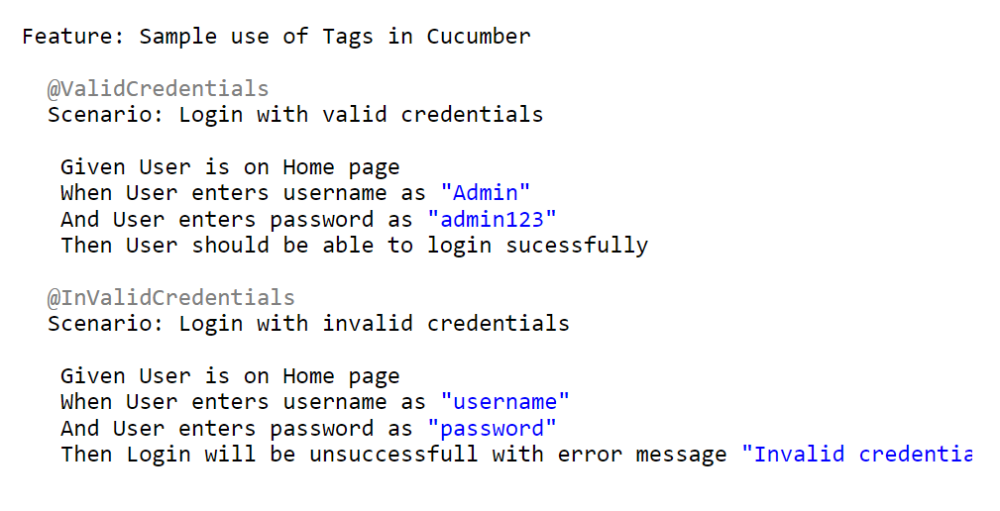 Feature: Sample use of Tags in Cucumber
@ValidCredentials
Scenario: Login with valid credentials
Given User is on Home page
When User enters username as "Admin"
And User enters password as "admin123"
Then User should be able to login sucessfully
@InValidCredentials
Scenario: Login with invalid credentials
Given User is on Home page
When User enters username as "username"
And User enters password as "password"
Then Login will be unsuccessfull with error message "Invalid credentia